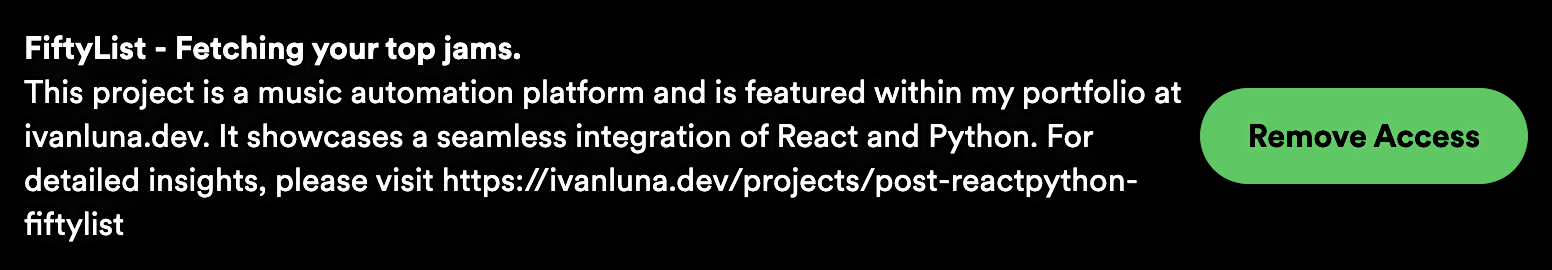 FiftyList - Fetching your top jams.
This project is a music automation platform and is featured within my portfolio at
ivanluna.dev. It showcases a seamless integration of React and Python. For
detailed insights, please visit https://ivanluna.dev/projects/post-reactpython-
fiftylist
Remove Access